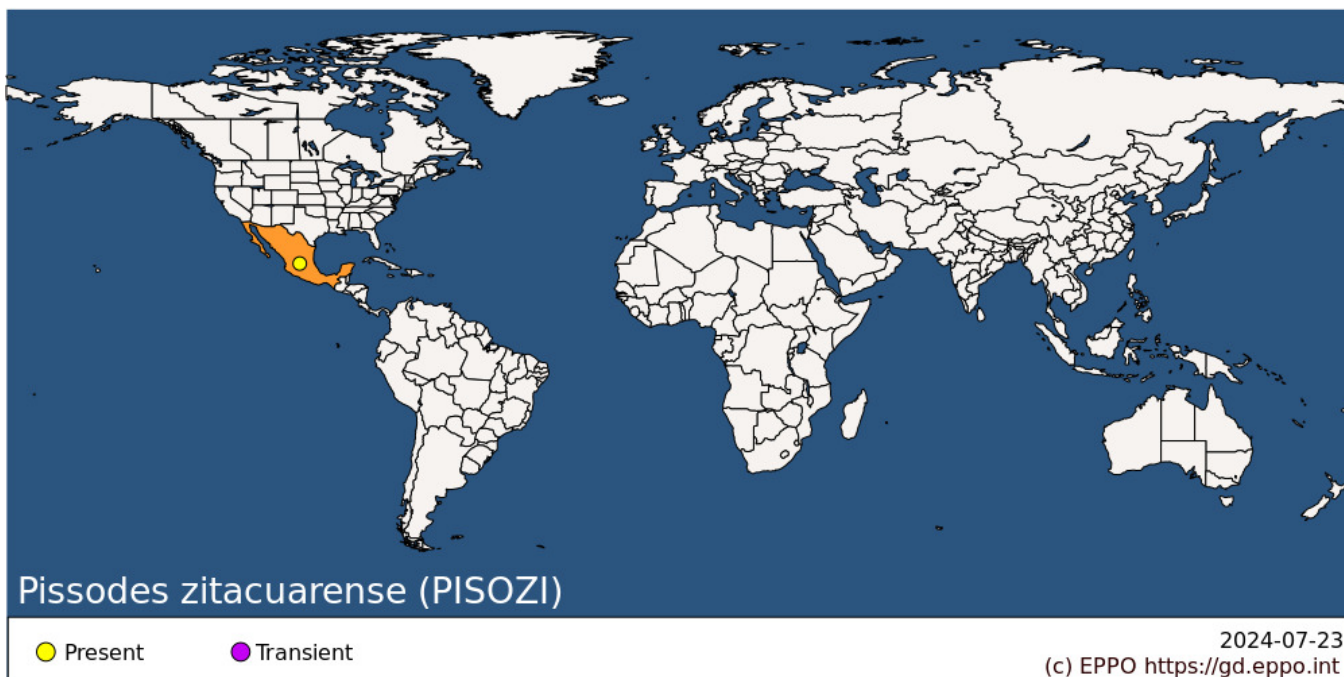 Pissodes zitacuarense (PISOZI)
Present
Transient
2024-07-23
(c) EPPO https://gd.eppo.int